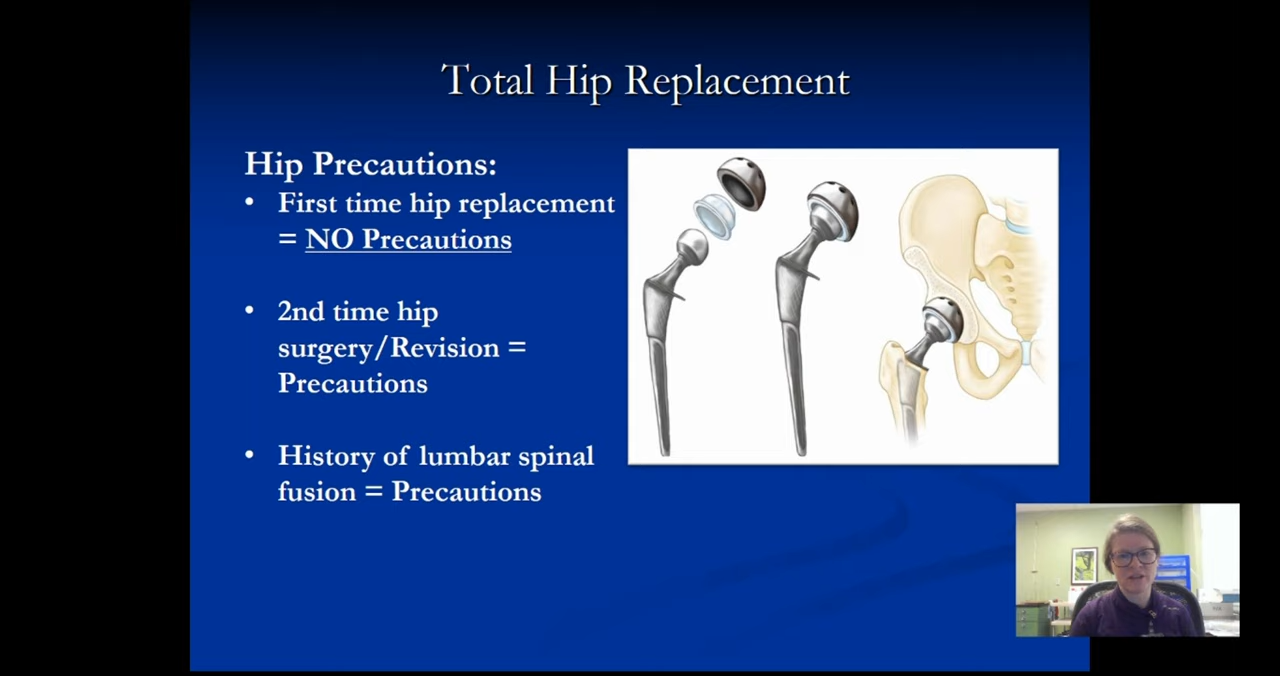 Total Hip Replacement
Hip Precautions:
• First time hip replacement
= NO Precautions
• 2nd time hip
surgery/Revision =
Precautions
• History of lumbar spinal
fusion = Precautions